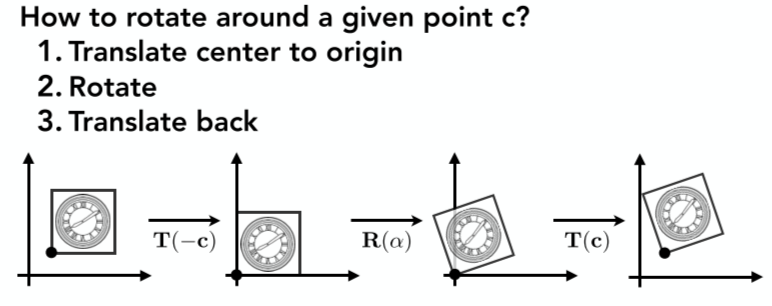 How to rotate around a given point c?
1. Translate center to origin
2. Rotate
3. Translate back
T(−c) R(α) T(c)